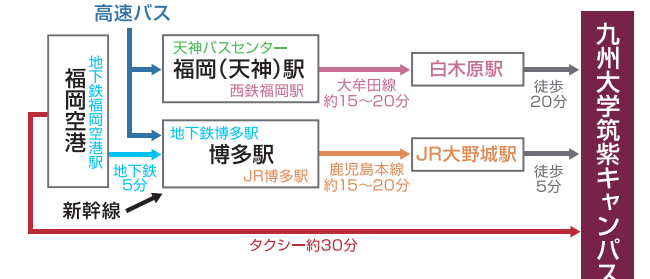 高速バス
福岡空港
地下鉄福岡空港駅
天神バスセンター
福岡(天神)駅
西鉄福岡駅
大牟田線
約15〜20分
白木原駅
徒歩
20分
地下鉄
5分
地下鉄博多駅
博多駅
JR博多駅
鹿児島本線
約15〜20分
JR大野城駅
徒歩
5分
新幹線
タクシー約30分
九州大学筑紫キャンパス